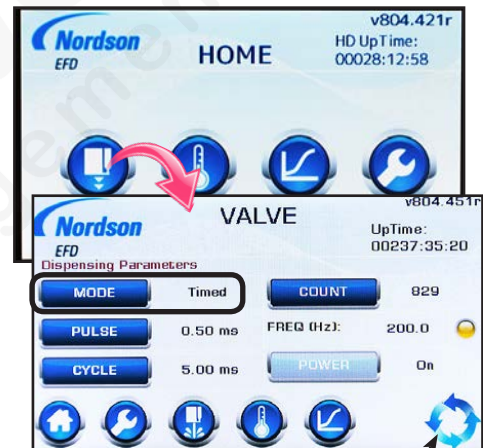 v804.421r
Nordson
HD UpTime:
EFD
HOME
00028:12:58
v804.451r
Nordson
VALVE
UpTime:
EFD
00237:35:20
Dispensing Parameters
MODE Timed COUNT 829
PULSE 0.50 ms FREQ (Hz): 200.0
CYCLE 5.00 ms POWER On